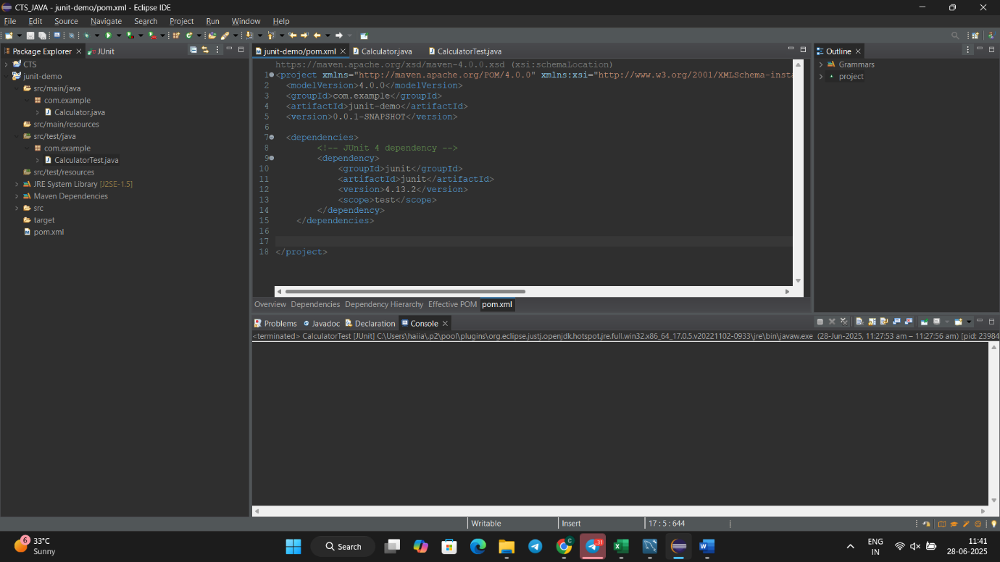 CTS_JAVA - junit-demo/pom.xml - Eclipse IDE
File Edit Source Navigate Search Project Run Window Help
Package Explorer
JUnit
CTS
junit-demo
src/main/java
com.example
Calculator.java
src/main/resources
src/test/java
com.example
CalculatorTest.java
src/test/resources
JRE System Library [J2SE-1.5]
Maven Dependencies
src
target
pom.xml
junit-demo/pom.xml
Calculator.java
CalculatorTest.java
https://maven.apache.org/xsd/maven-4.0.0.xsd (xsi:schemaLocation)
1 <project xmlns="http://maven.apache.org/POM/4.0.0" xmlns:xsi="http://www.w3.org/2001/XMLSchema-insta
2 <modelVersion>4.0.0</modelVersion>
3 <groupId>com.example</groupId>
4 <artifactId>junit-demo</artifactId>
5 <version>0.0.1-SNAPSHOT</version>
6
7 <dependencies>
8 <!-- JUnit 4 dependency -->
9 <dependency>
10 <groupId>junit</groupId>
11 <artifactId>junit</artifactId>
12 <version>4.13.2</version>
13 <scope>test</scope>
14 </dependency>
15 </dependencies>
16
17
18 </project>
Overview Dependencies Dependency Hierarchy Effective POM pom.xml
Outline
Grammars
project
Problems Javadoc Declaration Console
<terminated> CalculatorTest [JUnit] C:\Users\haiia\.p2\pool\plugins\org.eclipse.justj.openjdk.hotspot.jre.full.win32.x86_64_17.0.5.v20221102-0933\jre\bin\javaw.exe (28-Jun-2025, 11:27:53 am – 11:27:56 am) [pid: 23984
Writable Insert 17 : 5 : 644
6
33°C
Sunny
Search
C
31
ENG
IN
11:41
28-06-2025